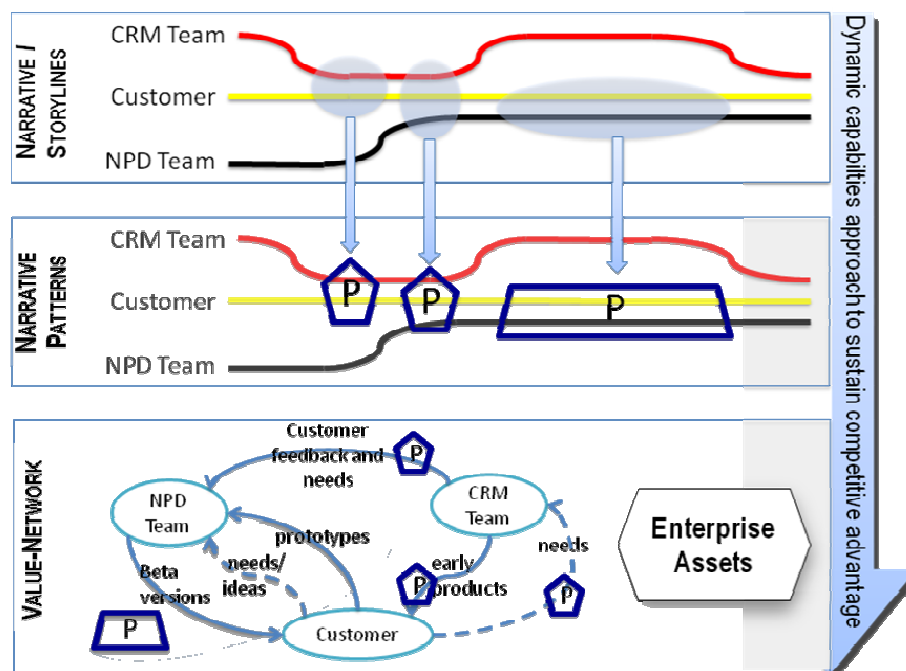 NARRATIVE /
STORYLINES
CRM Team
Customer
NPD Team
NARRATIVE
PATTERNS
CRM Team
Customer
NPD Team
P
P
P
VALUE-NETWORK
Customer
feedback and
needs
P
NPD
Team
CRM
Team
prototypes
needs/
ideas
Beta
versions
early
products
needs
P
P
P
Customer
Enterprise
Assets
Dynamic capabilties approach to sustain competitive advantage